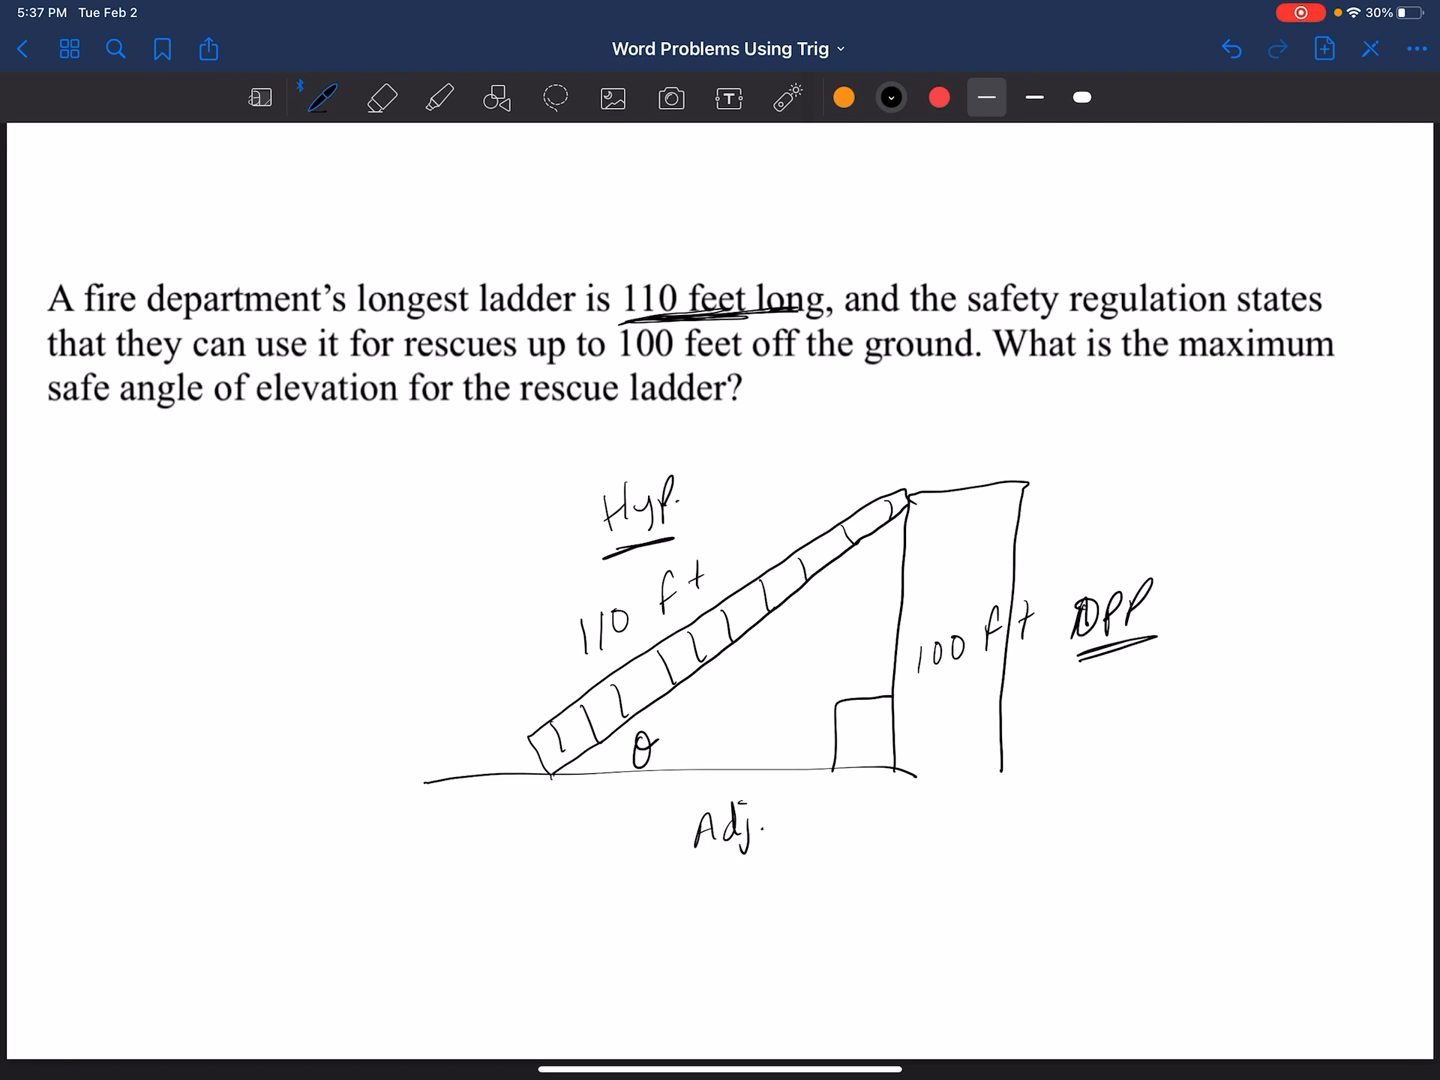 5:37 PM Tue Feb 2
30%
Word Problems Using Trig
T
A fire department’s longest ladder is 110 feet long, and the safety regulation states
that they can use it for rescues up to 100 feet off the ground. What is the maximum
safe angle of elevation for the rescue ladder?
Hyp.
110 ft
100 ft OPP
θ
Adj.